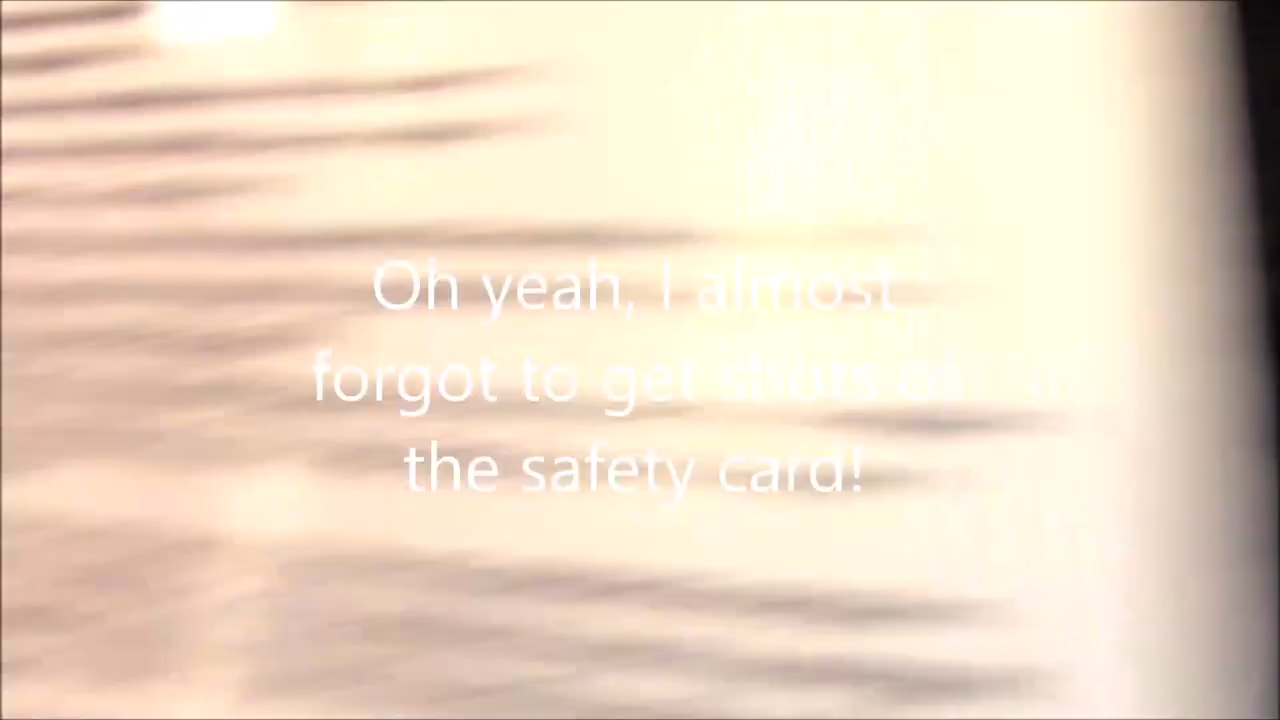 Oh yeah, I almost
forgot to get shots of
the safety card!